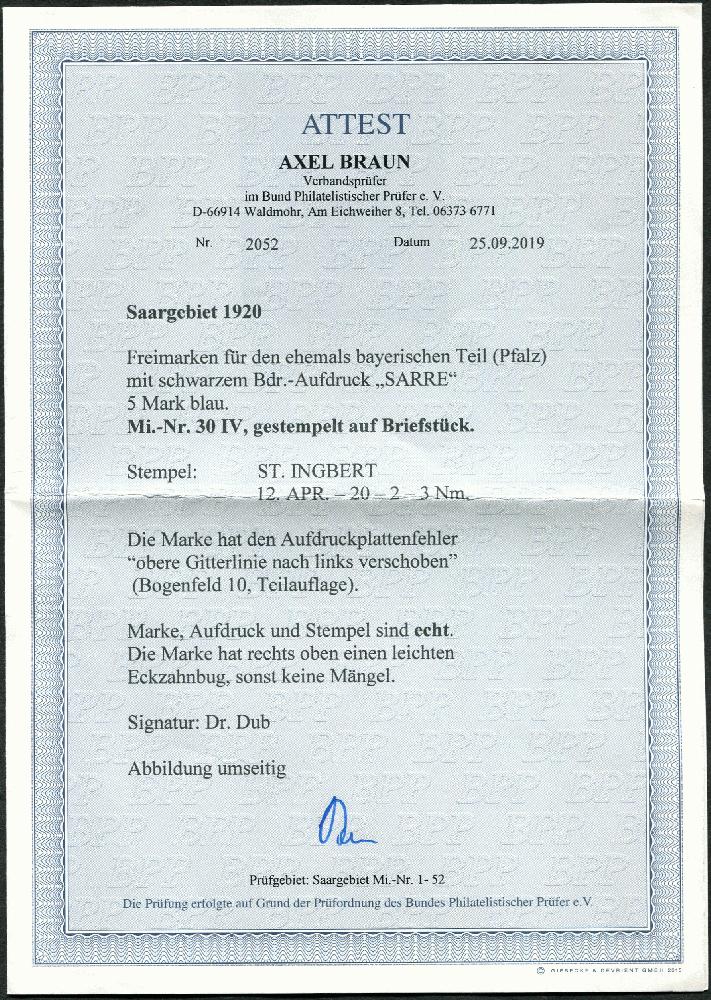 ATTEST
AXEL BRAUN
Verbandsprüfer
im Bund Philatelistischer Prüfer e. V.
D-66914 Waldmohr, Am Eichweiher 8, Tel. 06373 6771
Nr. 2052 Datum 25.09.2019
Saargebiet 1920
Freimarken für den ehemals bayerischen Teil (Pfalz)
mit schwarzem Bdr.-Aufdruck „SARRE“
5 Mark blau.
Mi.-Nr. 30 IV, gestempelt auf Briefstück.
Stempel: ST. INGBERT
12. APR. – 20 – 2 – 3 Nm.
Die Marke hat den Aufdruckplattenfehler
“obere Gitterlinie nach links verschoben”
(Bogenfeld 10, Teilauflage).
Marke, Aufdruck und Stempel sind echt.
Die Marke hat rechts oben einen leichten
Eckzahnbug, sonst keine Mängel.
Signatur: Dr. Dub
Abbildung umseitig
Prüfgebiet: Saargebiet Mi.-Nr. 1- 52
Die Prüfung erfolgte auf Grund der Prüfordnung des Bundes Philatelistischer Prüfer e.V.
© GIESECKE & DEVRIENT GMBH 2015